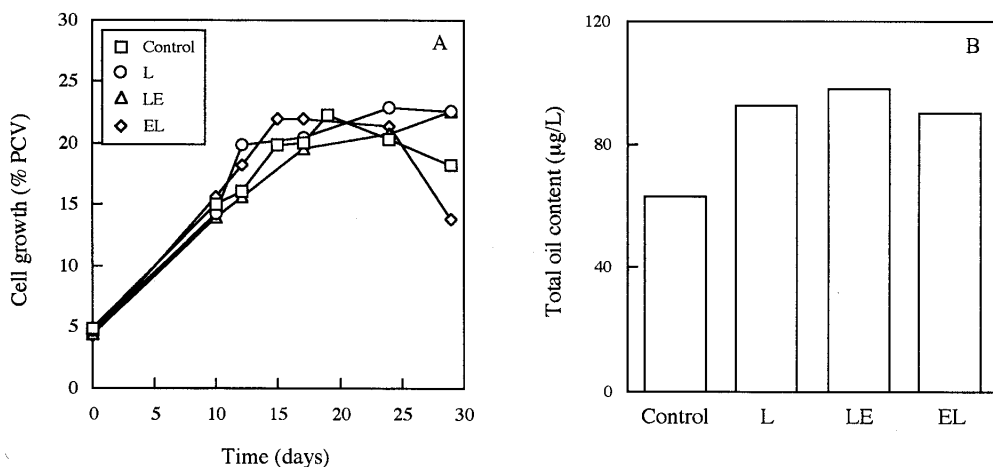 A
Control
L
LE
EL
30
25
20
15
10
5
0
Cell growth (% PCV)
0 5 10 15 20 25 30
Time (days)
B
120
80
40
0
Total oil content (µg/L)
Control L LE EL